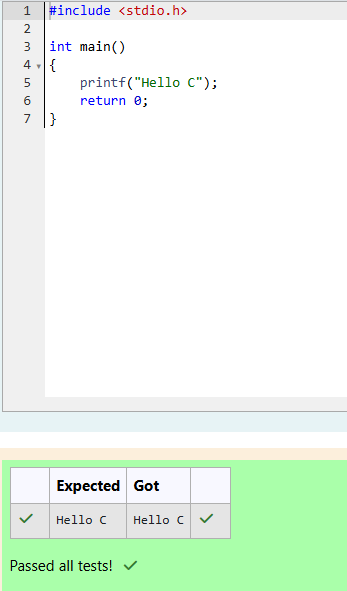 1 #include <stdio.h>
2
3 int main()
4 {
5     printf("Hello C");
6     return 0;
7 }
Expected Got
Hello C Hello C
Passed all tests!